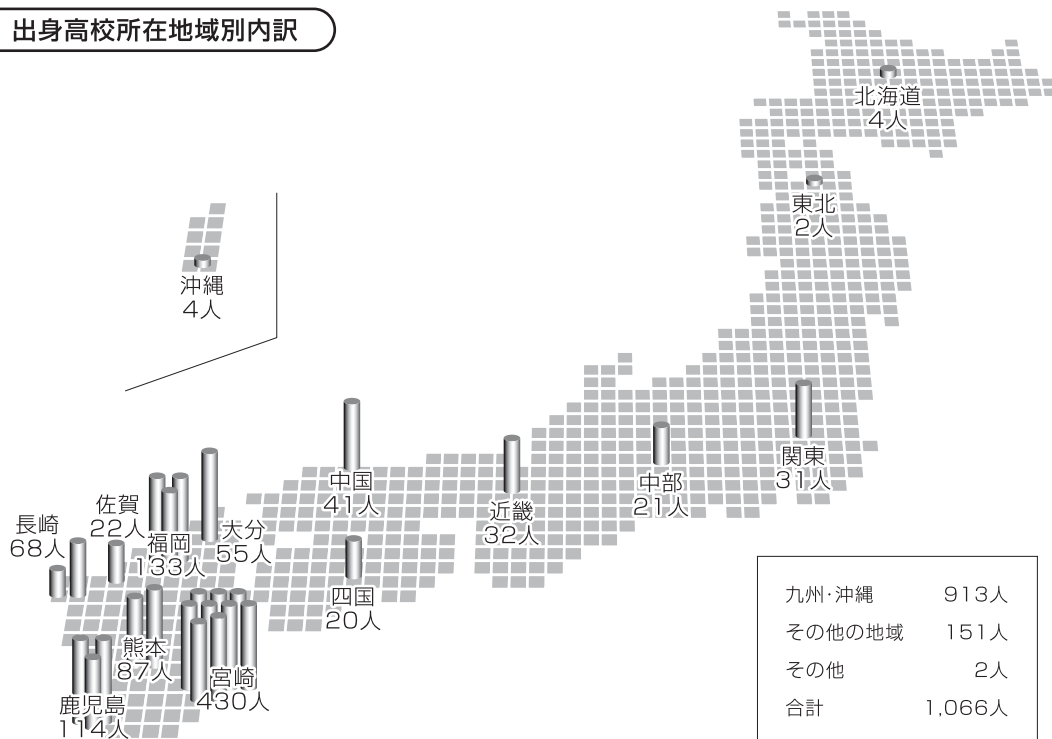 出身高校所在地域別内訳
北海道
4人
東北
2人
沖縄
4人
関東
31人
中部
21人
近畿
32人
中国
41人
四国
20人
大分
55人
佐賀
22人
福岡
133人
長崎
68人
熊本
87人
宮崎
430人
鹿児島
114人
九州・沖縄 913人
その他の地域 151人
その他 2人
合計 1,066人